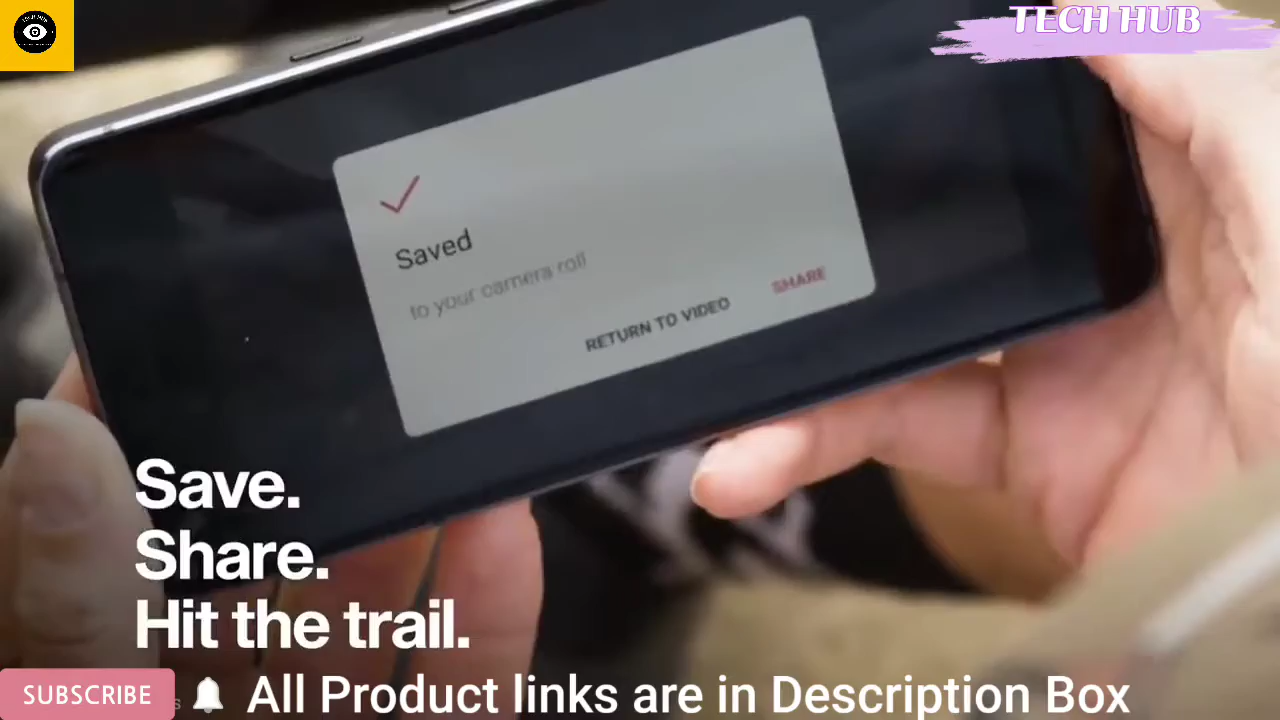 TECH HUB
Saved
to your camera roll
RETURN TO VIDEO
SHARE
Save.
Share.
Hit the trail.
SUBSCRIBE
All Product links are in Description Box